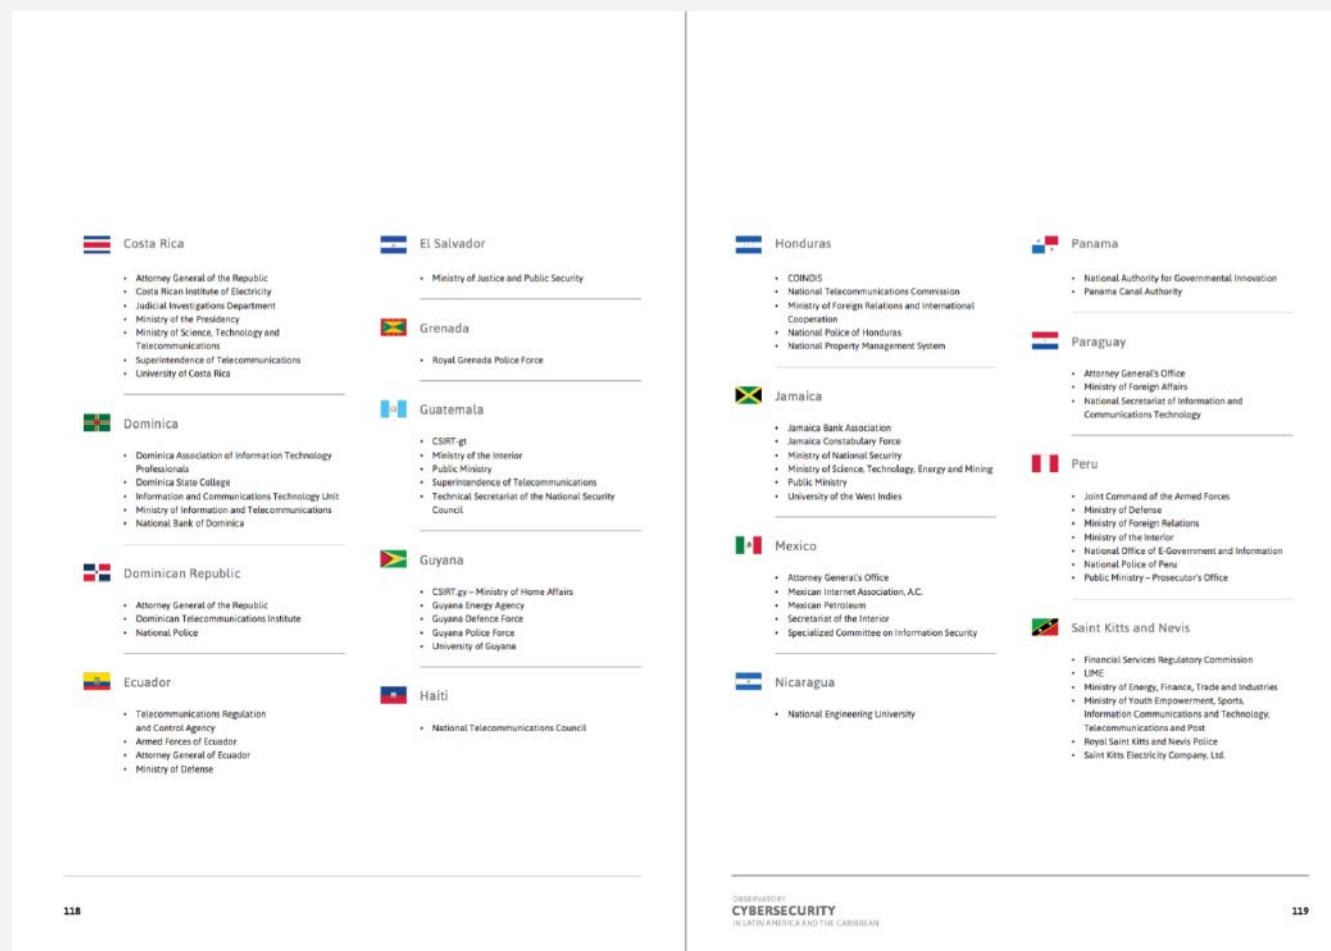 Costa Rica
• Attorney General of the Republic
• Costa Rican Institute of Electricity
• Judicial Investigations Department
• Ministry of the Presidency
• Ministry of Science, Technology and
Telecommunications
• Superintendence of Telecommunications
• University of Costa Rica
Dominica
• Dominica Association of Information Technology
Professionals
• Dominica State College
• Information and Communications Technology Unit
• Ministry of Information and Telecommunications
• National Bank of Dominica
Dominican Republic
• Attorney General of the Republic
• Dominican Telecommunications Institute
• National Police
Ecuador
• Telecommunications Regulation
and Control Agency
• Armed Forces of Ecuador
• Attorney General of Ecuador
• Ministry of Defense
El Salvador
• Ministry of Justice and Public Security
Grenada
• Royal Grenada Police Force
Guatemala
• CSIRT-gt
• Ministry of the Interior
• Public Ministry
• Superintendence of Telecommunications
• Technical Secretariat of the National Security
Council
Guyana
• CSIRT.gy – Ministry of Home Affairs
• Guyana Energy Agency
• Guyana Defence Force
• Guyana Police Force
• University of Guyana
Haiti
• National Telecommunications Council
118
Honduras
• COINDIS
• National Telecommunications Commission
• Ministry of Foreign Relations and International
Cooperation
• National Police of Honduras
• National Property Management System
Jamaica
• Jamaica Bank Association
• Jamaica Constabulary Force
• Ministry of National Security
• Ministry of Science, Technology, Energy and Mining
• Public Ministry
• University of the West Indies
Mexico
• Attorney General's Office
• Mexican Internet Association, A.C.
• Mexican Petroleum
• Secretariat of the Interior
• Specialized Committee on Information Security
Nicaragua
• National Engineering University
Panama
• National Authority for Governmental Innovation
• Panama Canal Authority
Paraguay
• Attorney General's Office
• Ministry of Foreign Affairs
• National Secretariat of Information and
Communications Technology
Peru
• Joint Command of the Armed Forces
• Ministry of Defense
• Ministry of Foreign Relations
• Ministry of the Interior
• National Office of E-Government and Information
• National Police of Peru
• Public Ministry – Prosecutor's Office
Saint Kitts and Nevis
• Financial Services Regulatory Commission
• LIME
• Ministry of Energy, Finance, Trade and Industries
• Ministry of Youth Empowerment, Sports,
Information Communications and Technology,
Telecommunications and Post
• Royal Saint Kitts and Nevis Police
• Saint Kitts Electricity Company, Ltd.
OBSERVATORY
CYBERSECURITY
IN LATIN AMERICA AND THE CARIBBEAN
119